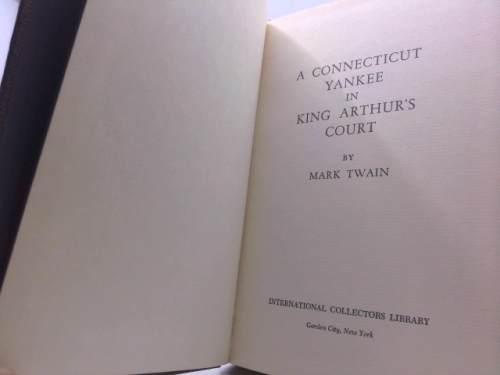 A CONNECTICUT
YANKEE
IN
KING ARTHUR'S
COURT
BY
MARK TWAIN
INTERNATIONAL COLLECTORS LIBRARY
Garden City, New York